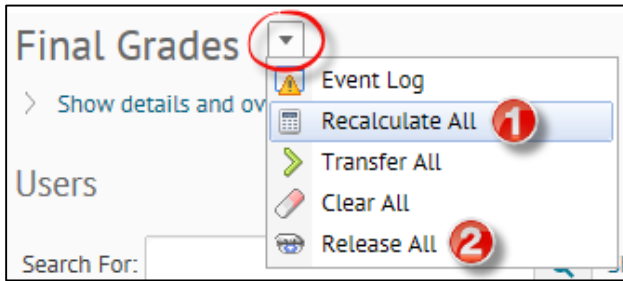 Final Grades
Event Log
Show details and ov
Recalculate All 1
Transfer All
Users
Clear All
Release All 2
Search For: